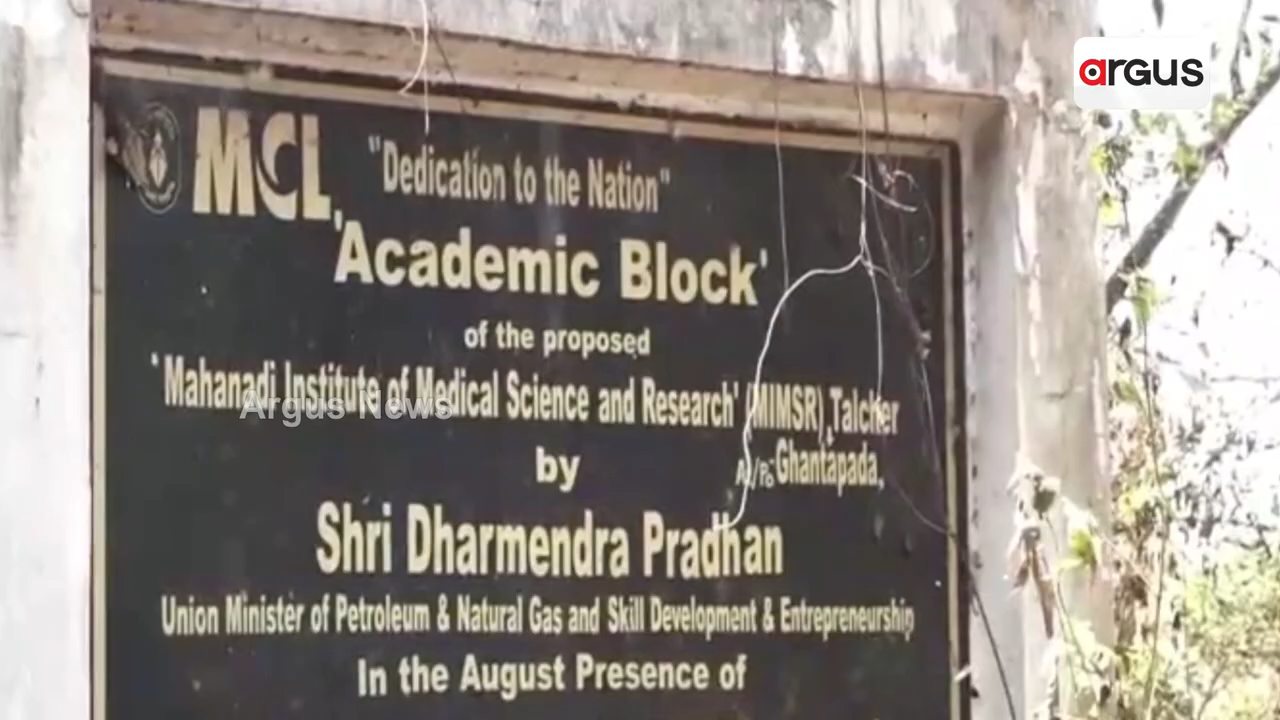 argus
MCL "Dedication to the Nation"
'Academic Block'
of the proposed
'Mahanadi Institute of Medical Science and Research' (MIMSR), Talcher
Argus News
by At/Po-Ghantapada,
Shri Dharmendra Pradhan
Union Minister of Petroleum & Natural Gas and Skill Development & Entrepreneurship
In the August Presence of